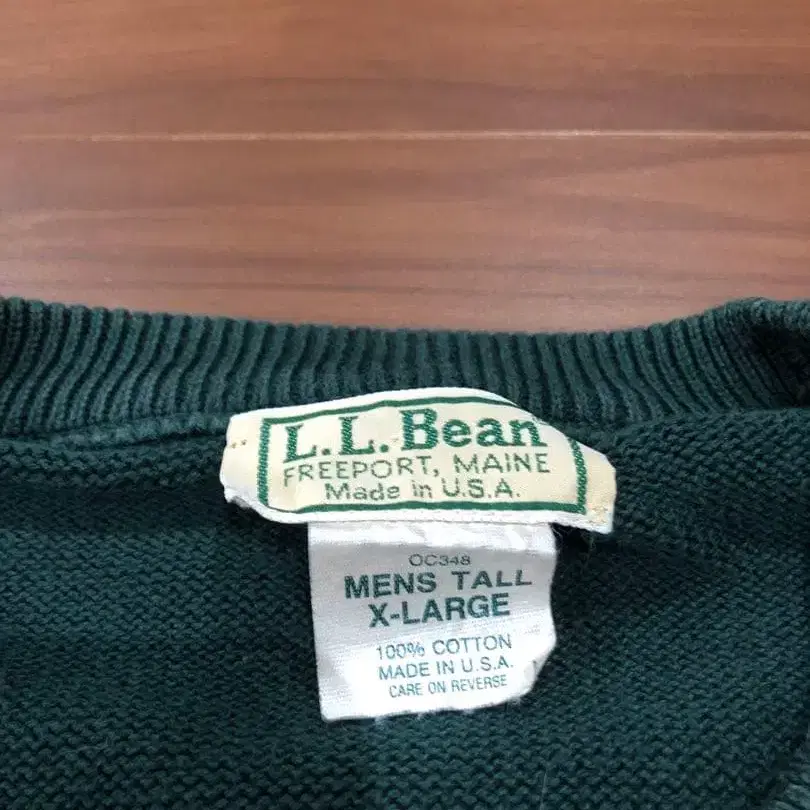 L.L.Bean
FREEPORT, MAINE
Made in U.S.A.
OC348
MENS TALL
X-LARGE
100% COTTON
MADE IN U.S.A.
CARE ON REVERSE